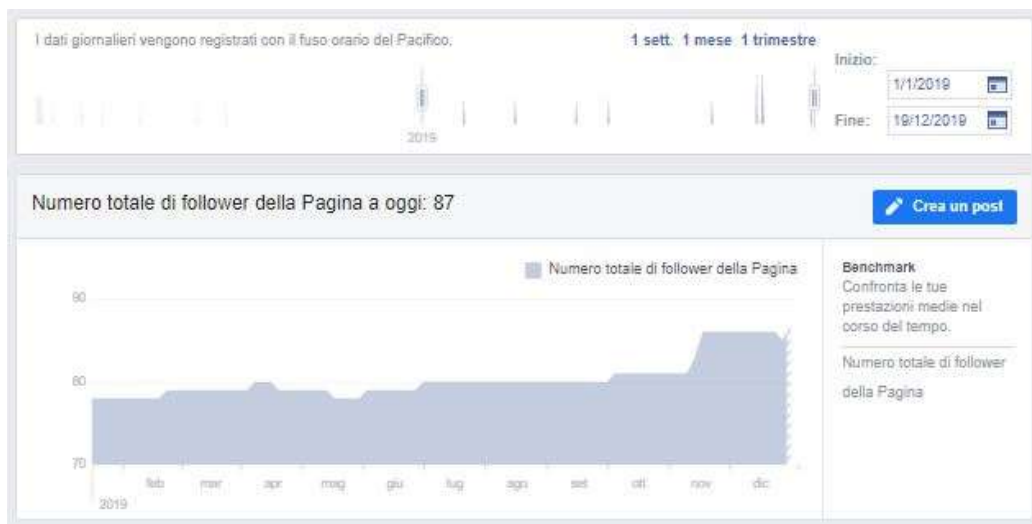 I dati giornalieri vengono registrati con il fuso orario del Pacifico.
1 sett. 1 mese 1 trimestre
Inizio:
1/1/2019
Fine: 19/12/2019
2019
Numero totale di follower della Pagina a oggi: 87
Crea un post
Numero totale di follower della Pagina
Benchmark
Confronta le tue
prestazioni medie nel
corso del tempo.
Numero totale di follower
della Pagina
90
80
70
feb mar apr mag giu lug ago set ott nov dic
2019